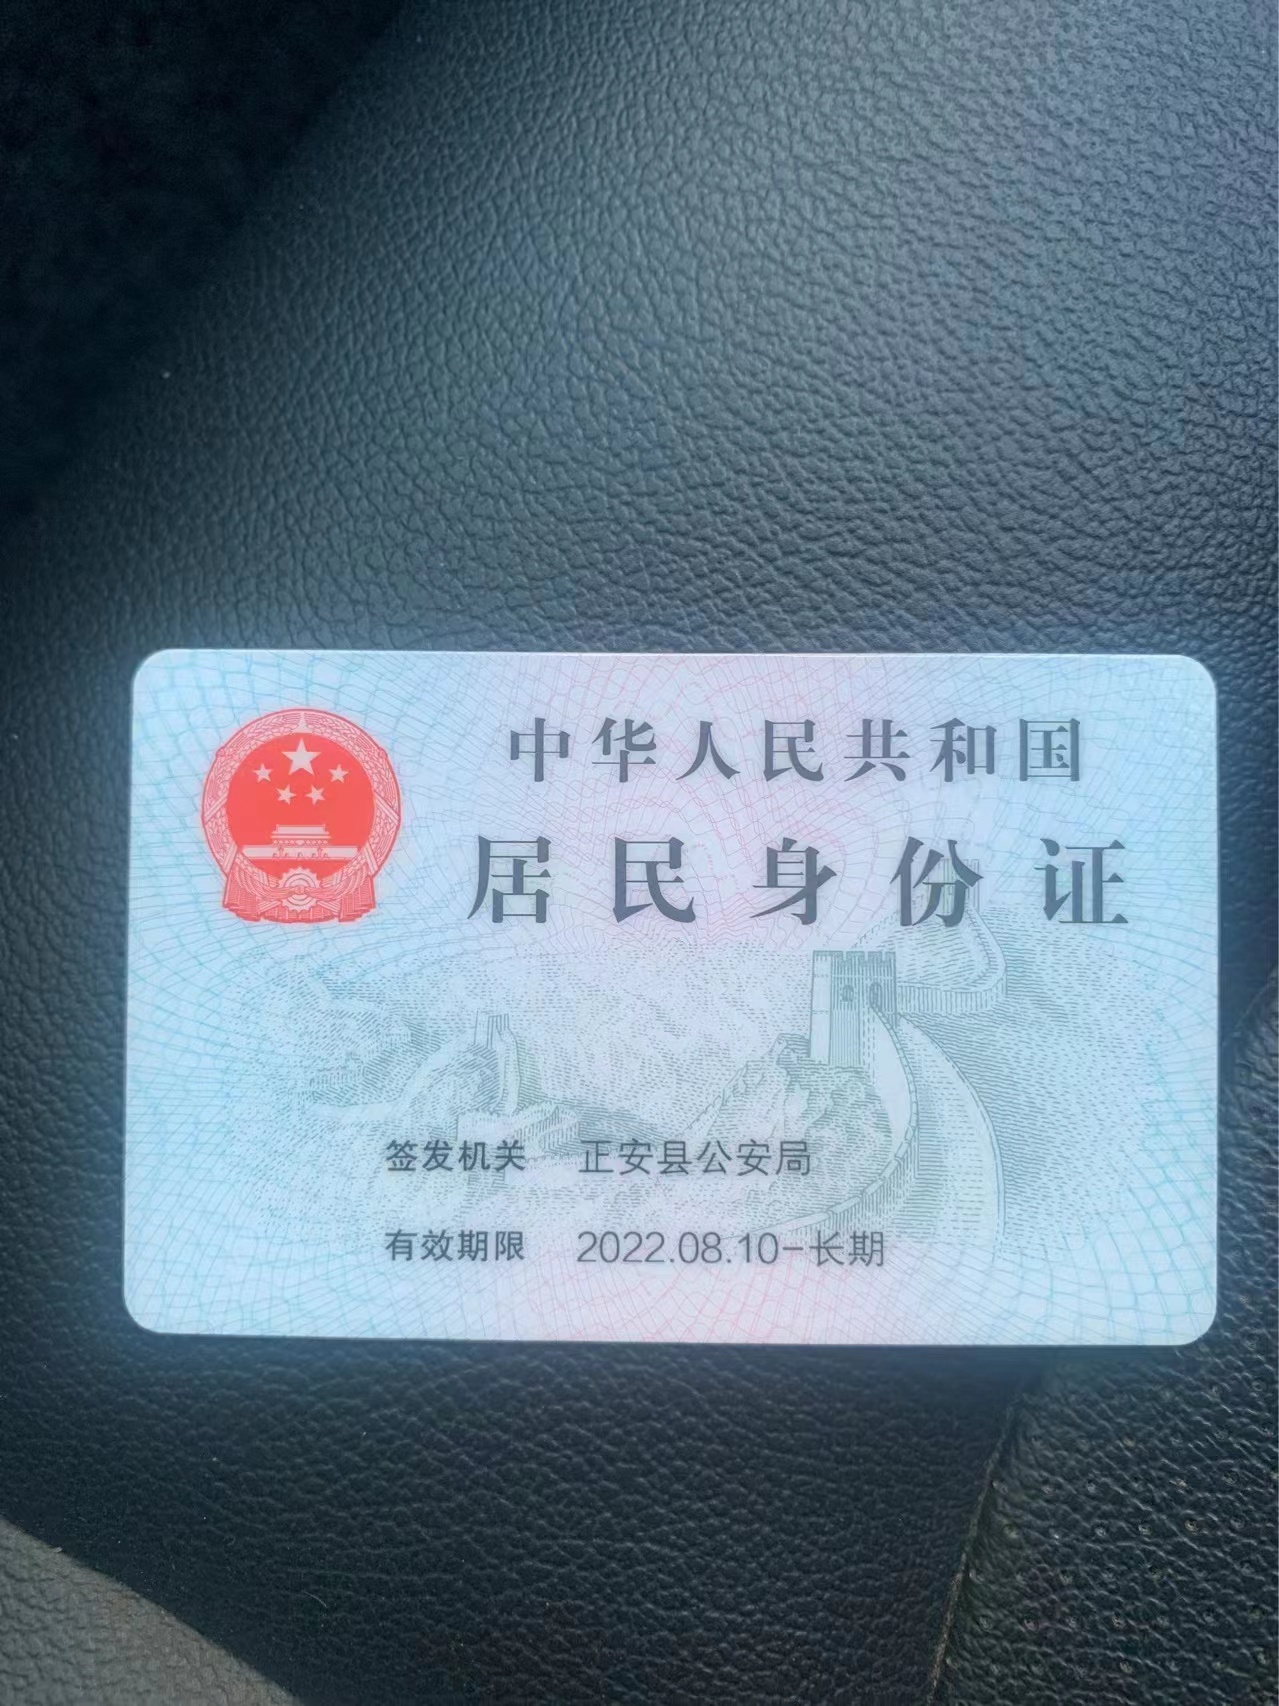 中华人民共和国
居民身份证
签发机关 正安县公安局
有效期限 2022.08.10-长期